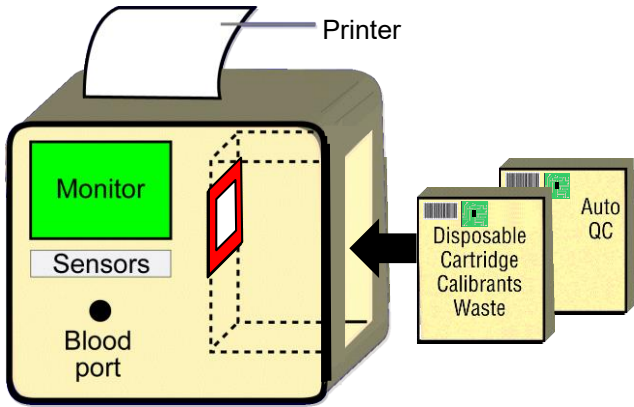 Printer
Monitor
Sensors
Blood
port
Disposable
Cartridge
Calibrants
Waste
Auto
QC